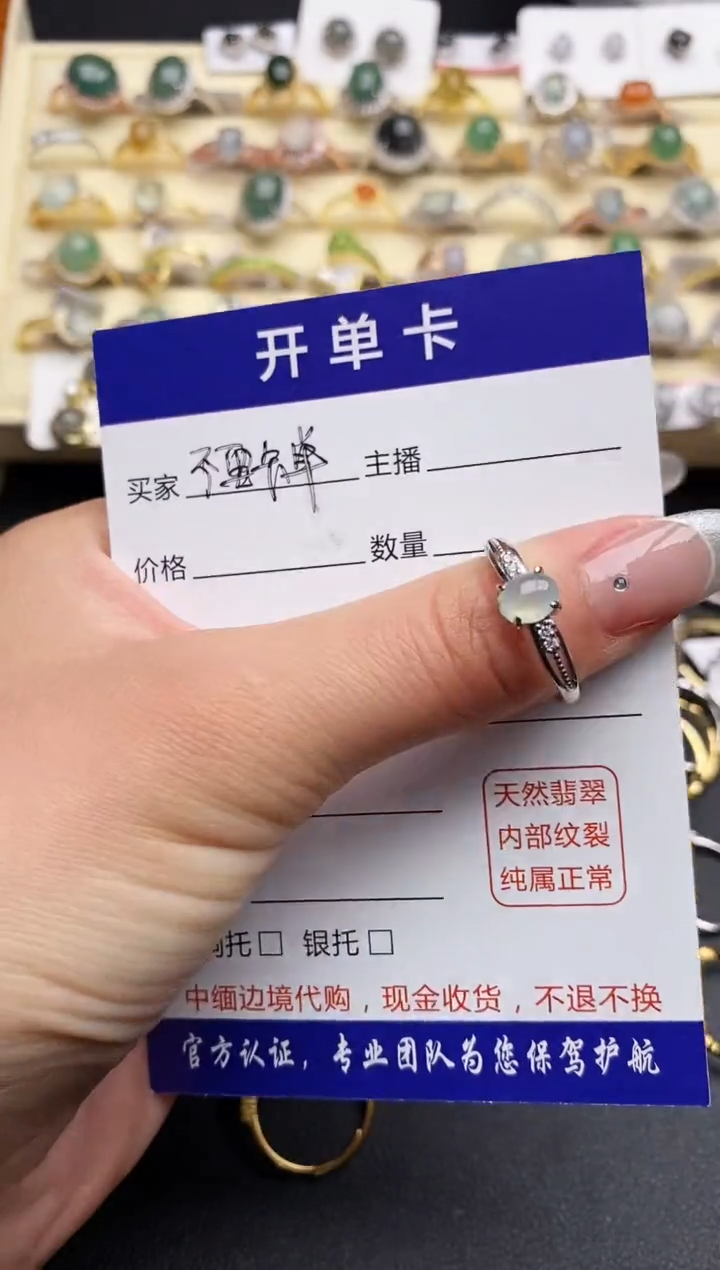 开单卡
买家 主播
价格 数量
天然翡翠
内部纹裂
纯属正常
托□ 银托□
中缅边境代购，现金收货，不退不换
官方认证，专业团队为您保驾护航